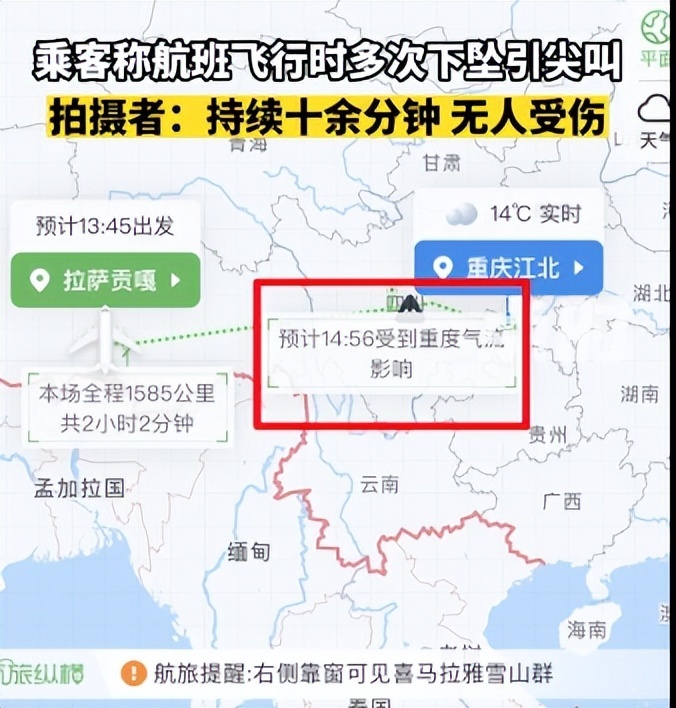 乘客称航班飞行时多次下坠引尖叫
拍摄者：持续十余分钟 无人受伤
平面
天气
青海
甘肃
预计13:45出发
14℃ 实时
拉萨贡嘎
重庆江北
四川
湖北
预计14:56受到重度气流
影响
本场全程1585公里
共2小时2分钟
湖南
贵州
孟加拉国
云南
广西
缅甸
海南
航旅纵横
航旅提醒:右侧靠窗可见喜马拉雅雪山群
泰国